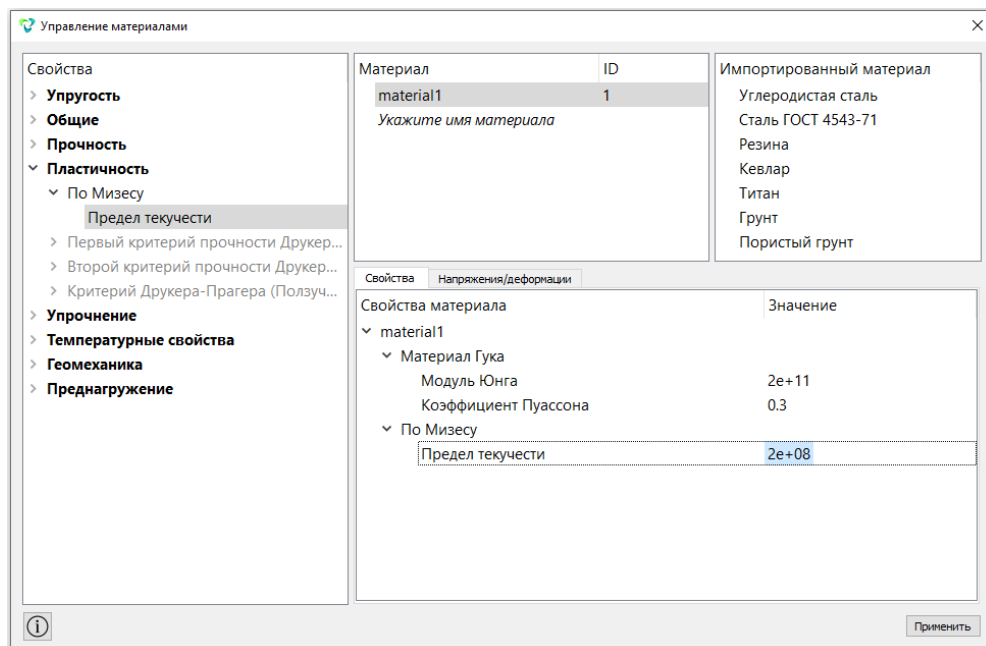 Управление материалами
Свойства
Упругость
Общие
Прочность
Пластичность
По Мизесу
Предел текучести
Первый критерий прочности Друкер...
Второй критерий прочности Друкер...
Критерий Друкера-Прагера (Ползуч...
Упрочнение
Температурные свойства
Геомеханика
Преднагружение
Материал ID
material1 1
Укажите имя материала
Импортированный материал
Углеродистая сталь
Сталь ГОСТ 4543-71
Резина
Кевлар
Титан
Грунт
Пористый грунт
Свойства Напряжения/деформации
Свойства материала Значение
material1
Материал Гука
Модуль Юнга 2e+11
Коэффициент Пуассона 0.3
По Мизесу
Предел текучести 2e+08
Применить